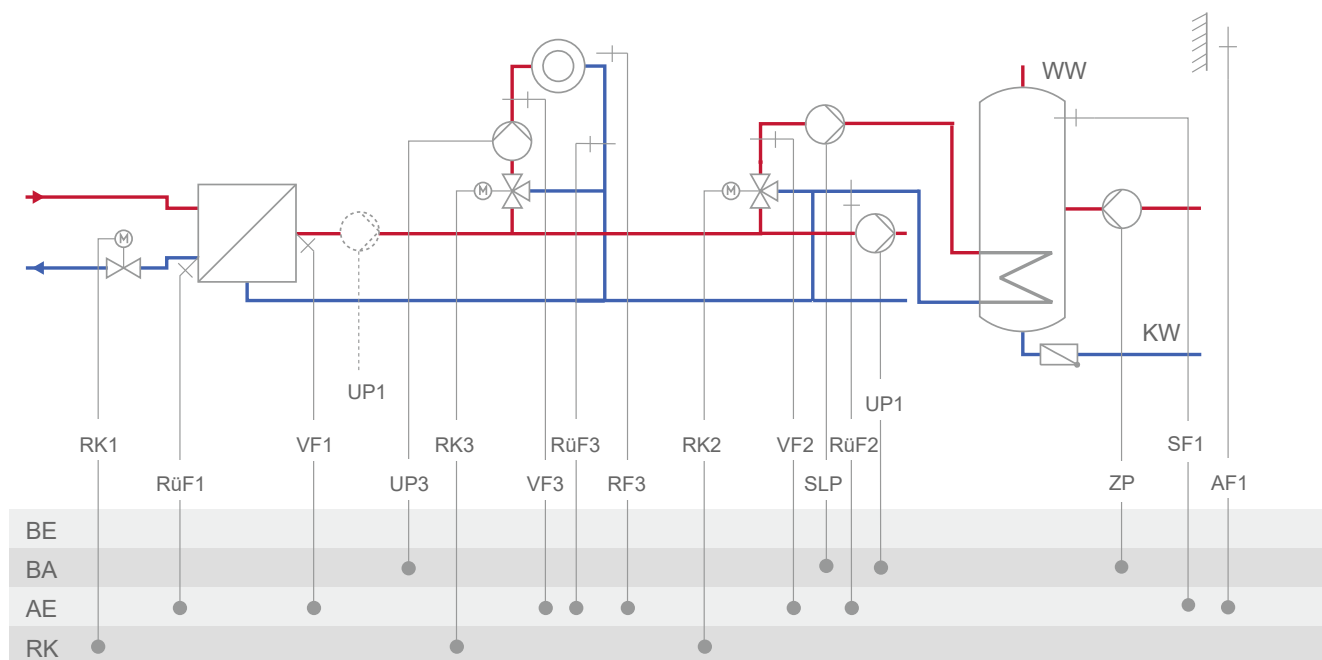 WW
M
M
M
KW
UP1
UP1
RK1
VF1
RK3
RüF3
RK2
VF2
RüF2
SF1
RüF1
UP3
VF3
RF3
SLP
ZP
AF1
BE
BA
AE
RK